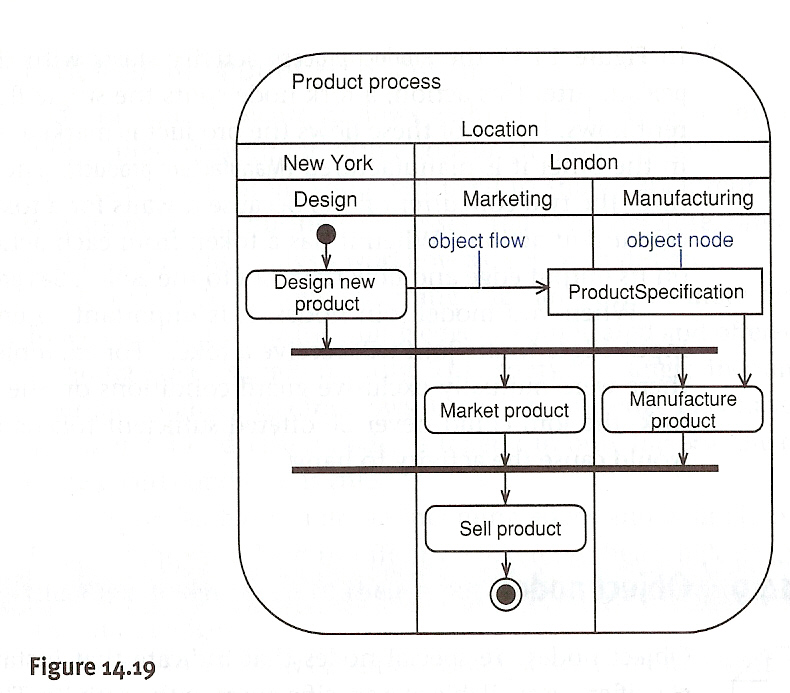 Product process
Location
New York
London
Design
Marketing
Manufacturing
object flow
object node
Design new
product
ProductSpecification
Market product
Manufacture
product
Sell product
Figure 14.19